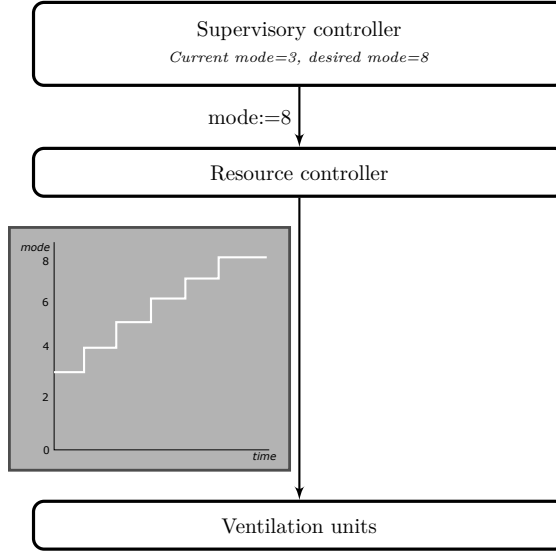 Supervisory controller
Current mode=3, desired mode=8
mode:=8
Resource controller
mode
8
6
4
2
0
time
Ventilation units